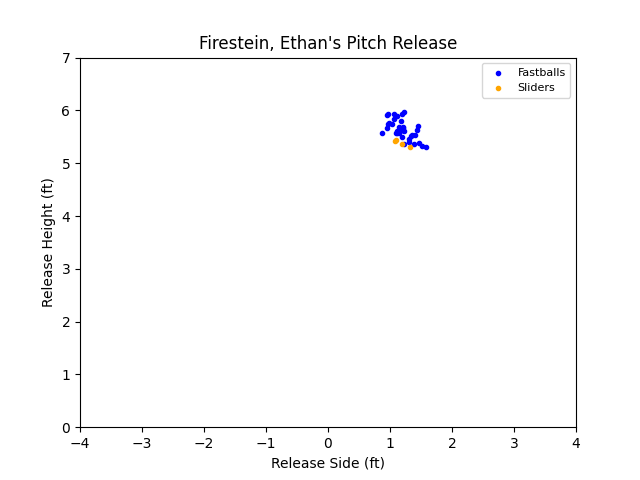 Firestein, Ethan's Pitch Release
Fastballs
Sliders
7
6
5
4
3
2
1
0
Release Height (ft)
−4 −3 −2 −1 0 1 2 3 4
Release Side (ft)